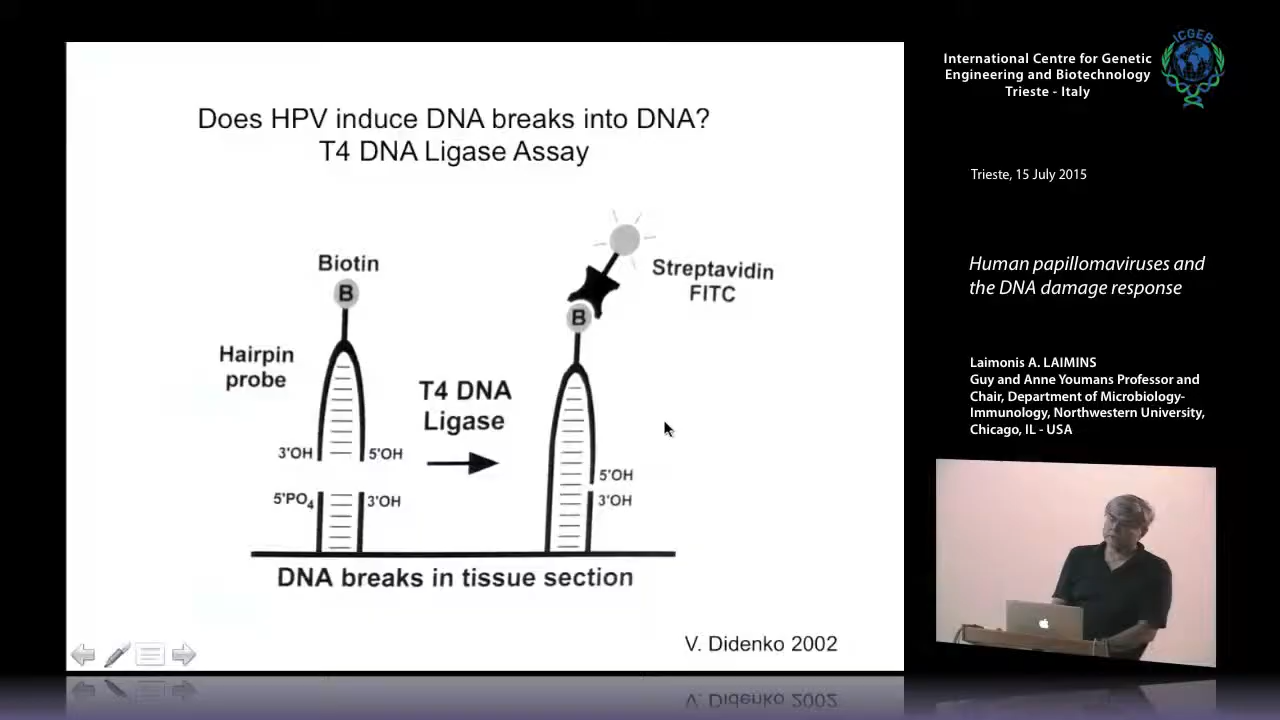 Does HPV induce DNA breaks into DNA?
T4 DNA Ligase Assay
Biotin
B
Hairpin
probe
3'OH
5'OH
5'PO4
3'OH
T4 DNA
Ligase
B
Streptavidin
FITC
5'OH
3'OH
DNA breaks in tissue section
V. Didenko 2002
International Centre for Genetic
Engineering and Biotechnology
Trieste - Italy
ICGEB
Trieste, 15 July 2015
Human papillomaviruses and
the DNA damage response
Laimonis A. LAIMINS
Guy and Anne Youmans Professor and
Chair, Department of Microbiology-
Immunology, Northwestern University,
Chicago, IL - USA